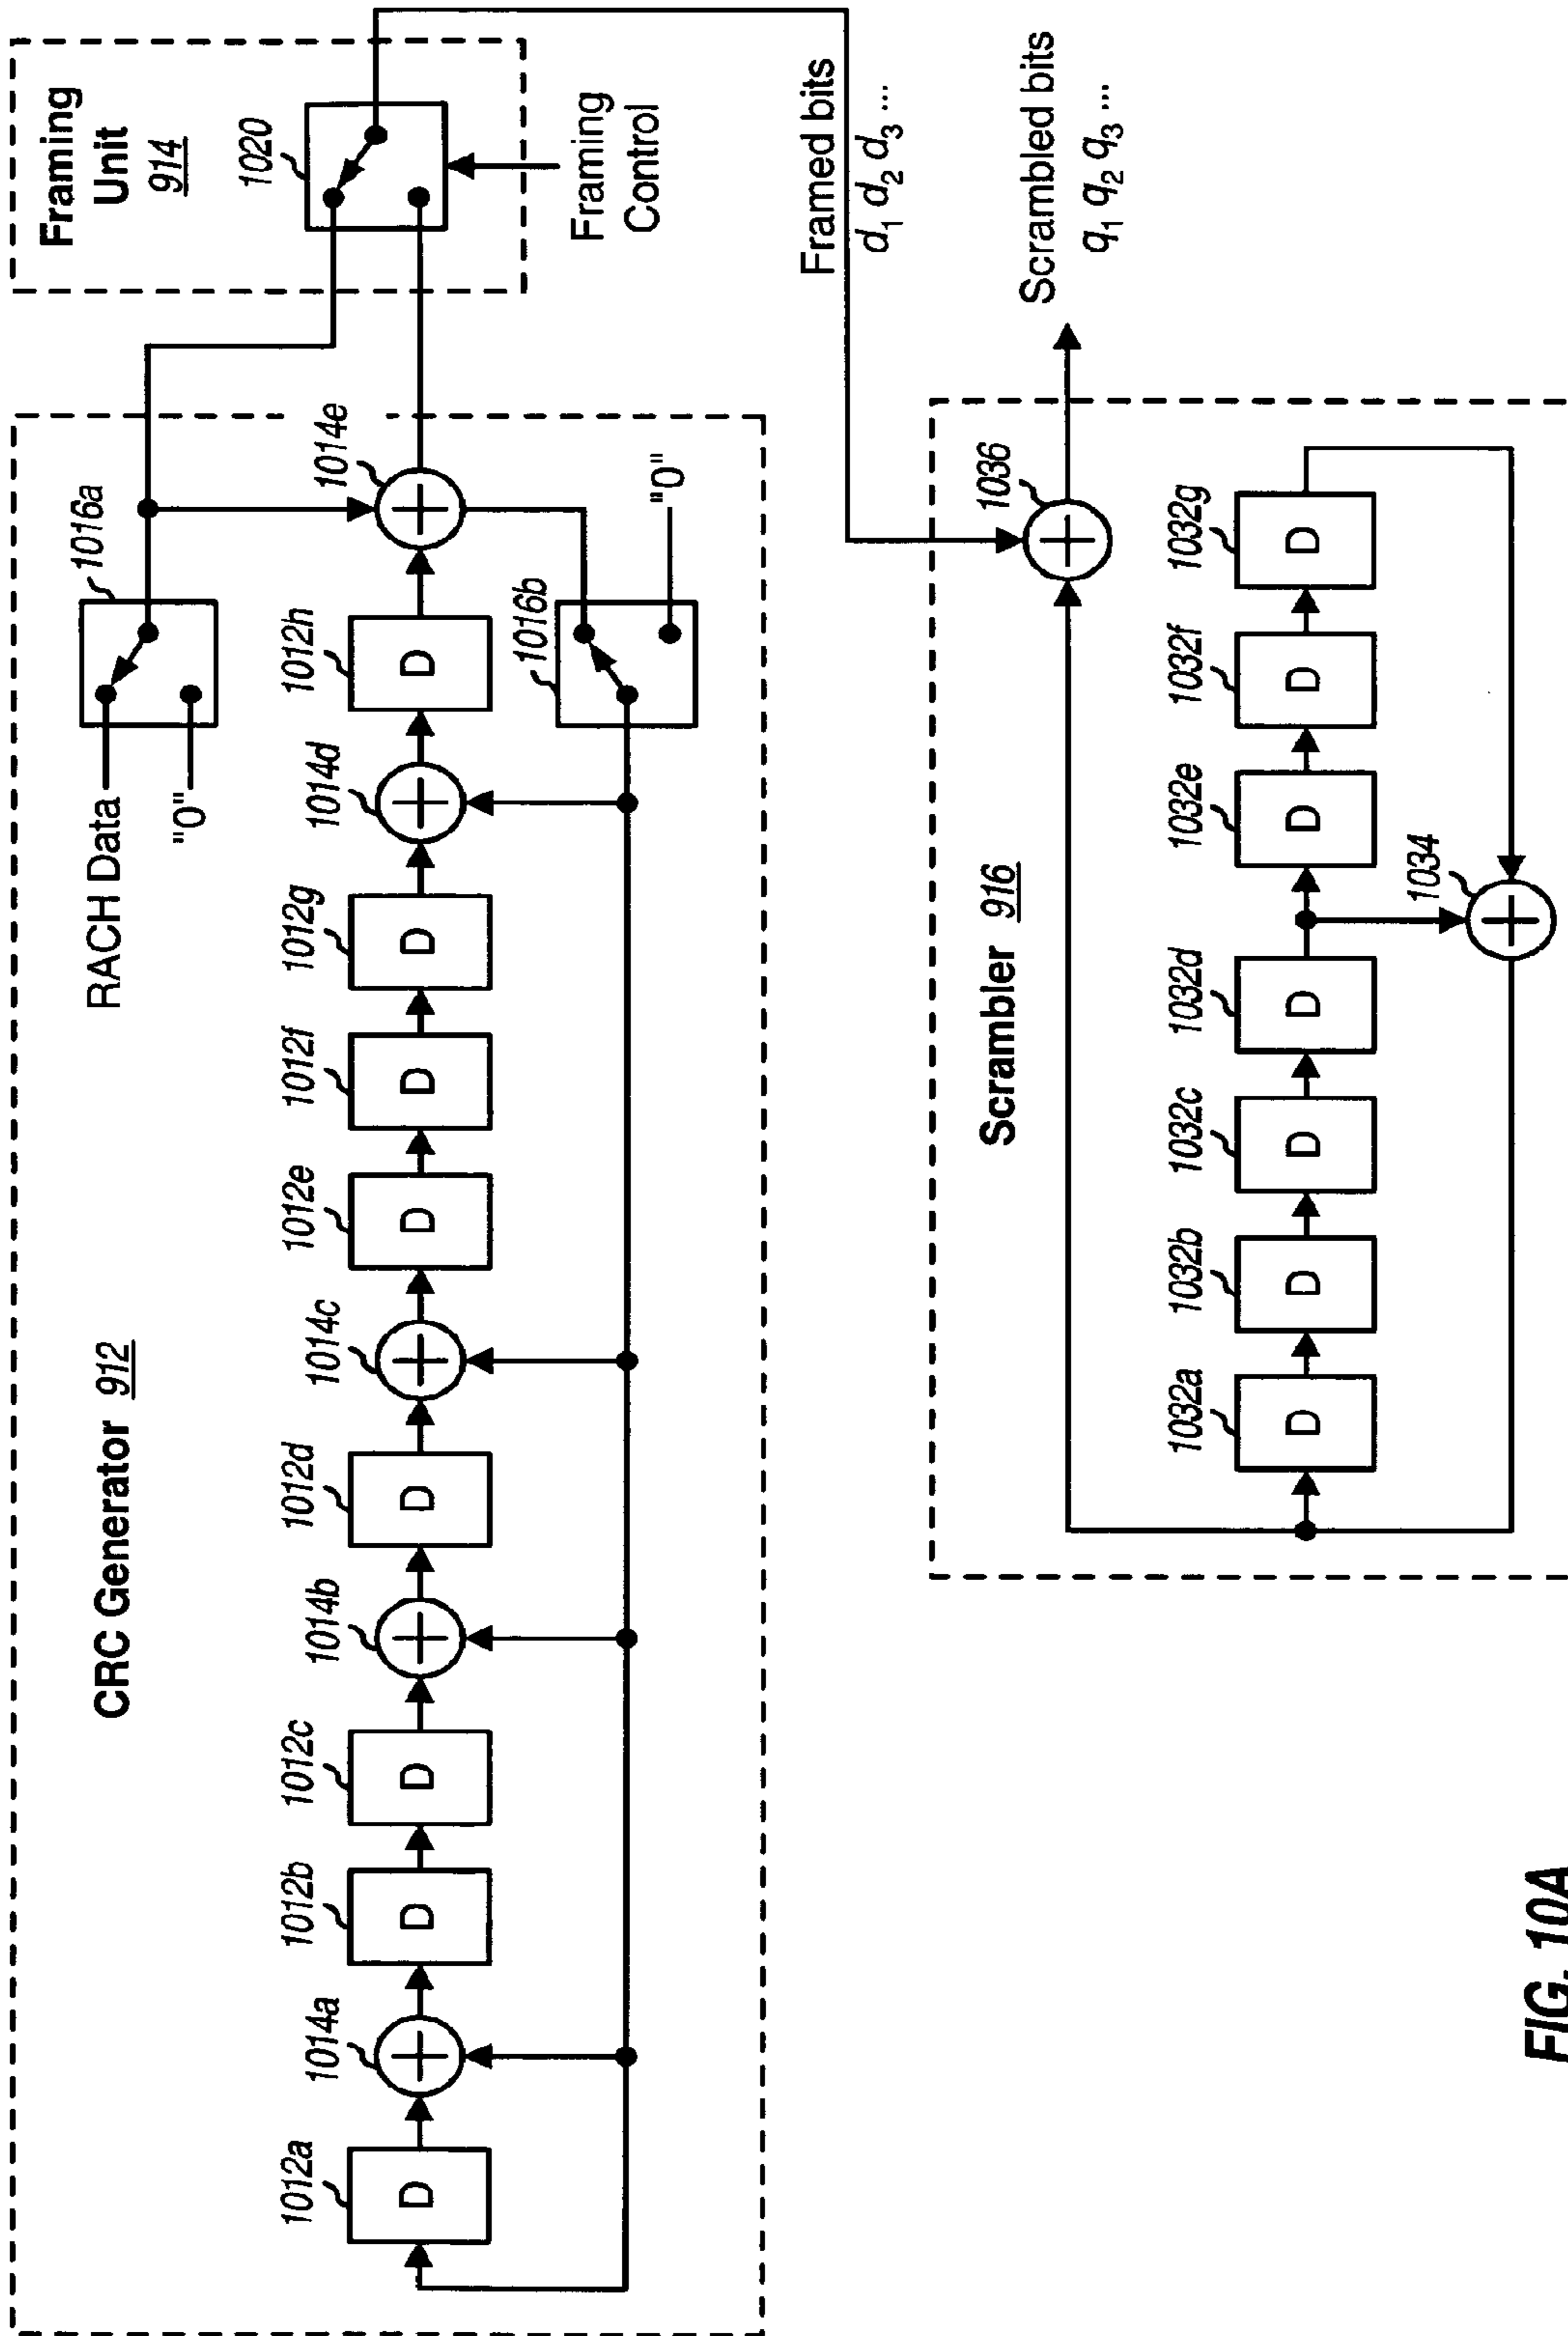 CRC Generator 912
RACH Data
"0"
1016a
1012a
D
1014a
1012b
D
1012c
D
1014b
1012d
D
1014c
1012e
D
1012f
D
1012g
D
1014d
1012h
D
1014e
1016b
"0"
Framing
Unit
914
1020
Framing
Control
Framed bits
d₁ d₂ d₃ ...
Scrambled bits
q₁ q₂ q₃ ...
Scrambler 916
1036
1032a
D
1032b
D
1032c
D
1032d
D
1032e
D
1032f
D
1032g
D
1034
FIG. 10A